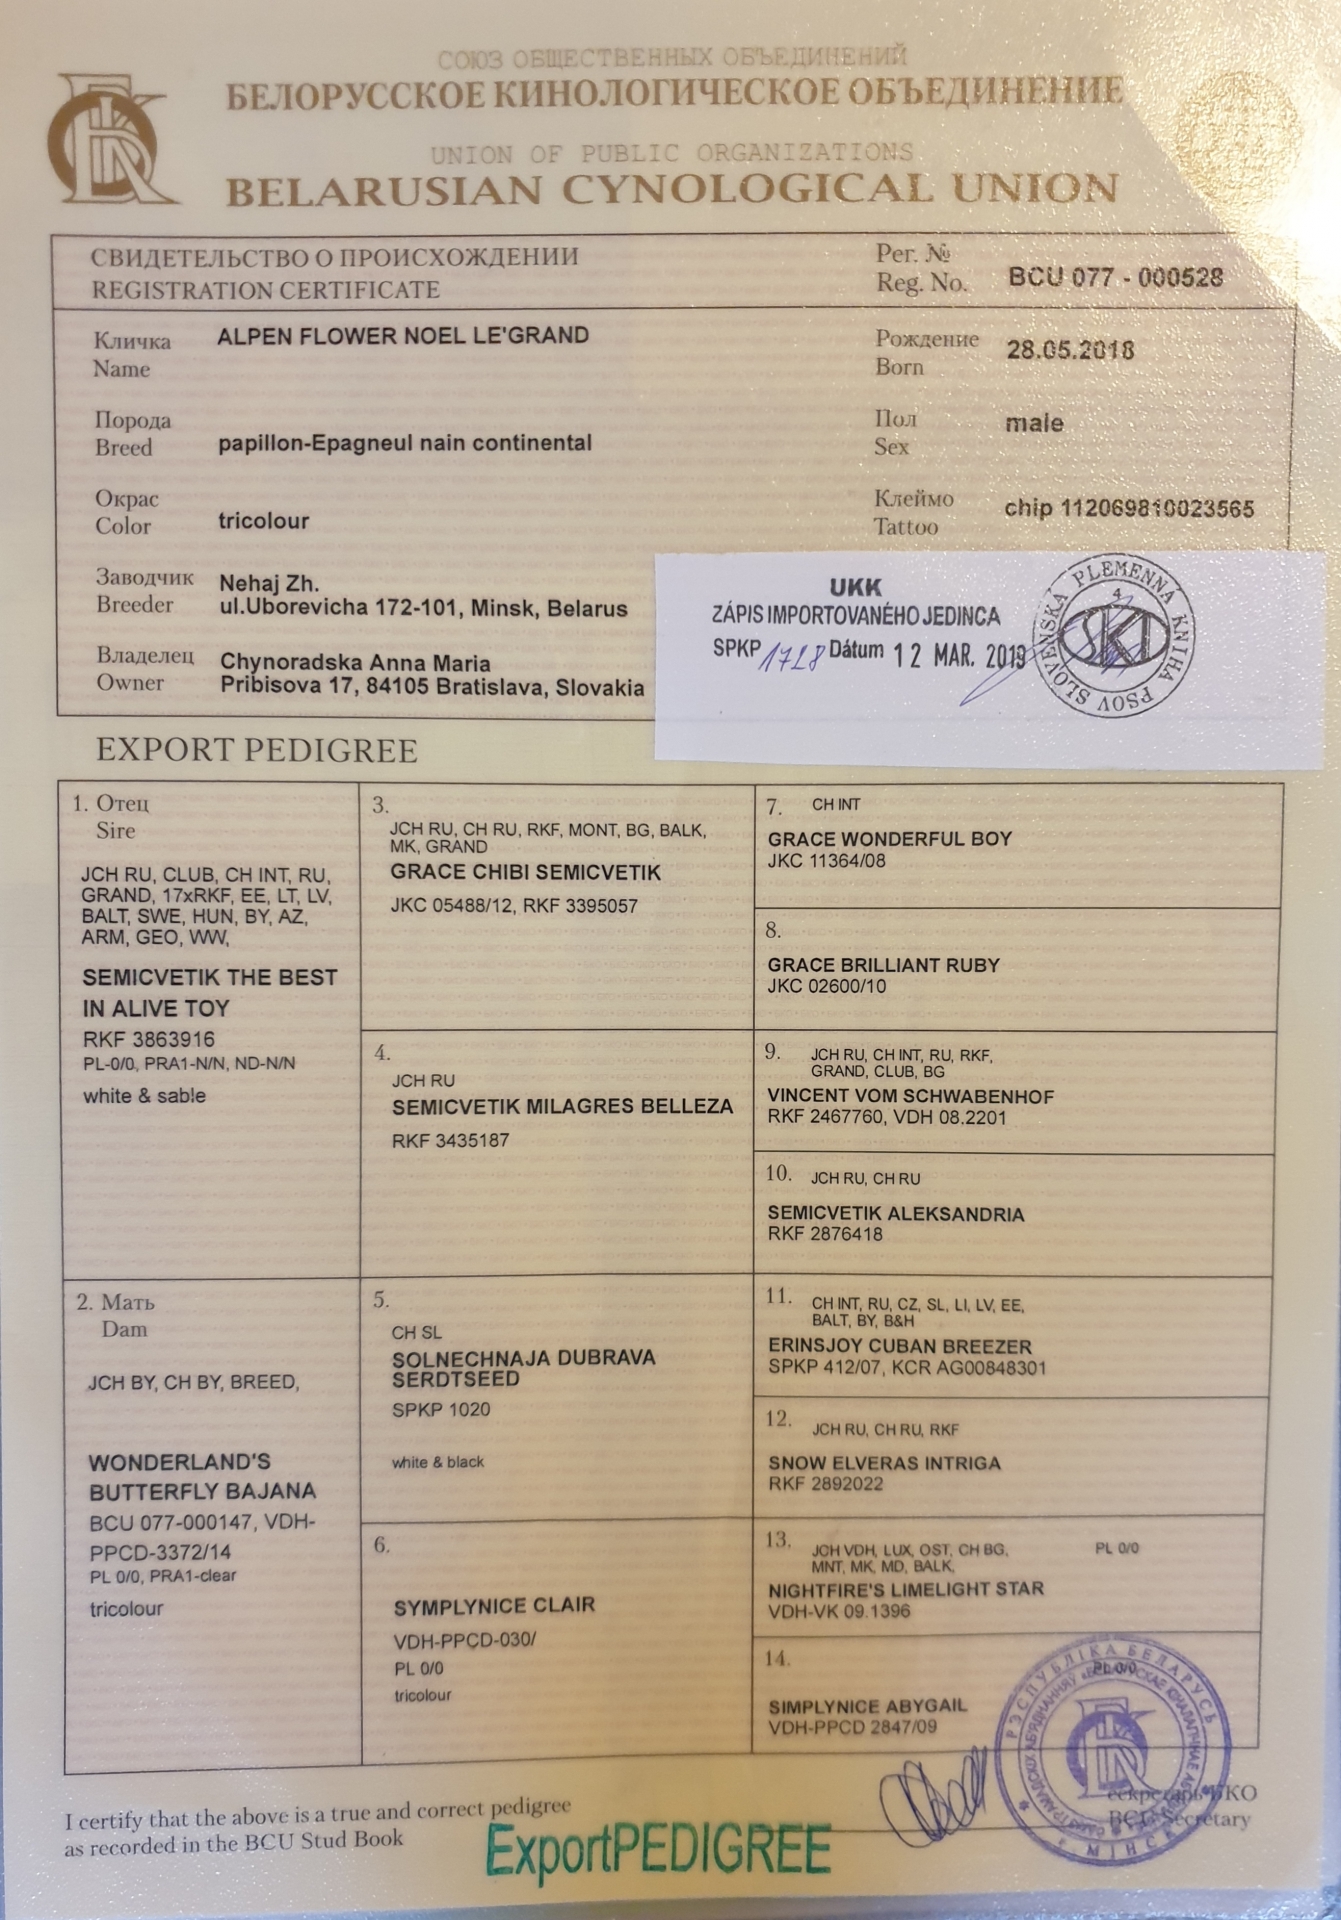 СОЮЗ ОБЩЕСТВЕННЫХ ОБЪЕДИНЕНИЙ
БЕЛОРУССКОЕ КИНОЛОГИЧЕСКОЕ ОБЪЕДИНЕНИЕ
UNION OF PUBLIC ORGANIZATIONS
BELARUSIAN CYNOLOGICAL UNION
СВИДЕТЕЛЬСТВО О ПРОИСХОЖДЕНИИ
REGISTRATION CERTIFICATE
Рег. №
Reg. No. BCU 077 - 000528
Кличка ALPEN FLOWER NOEL LE'GRAND
Name
Рождение
Born 28.05.2018
Порода
Breed papillon-Epagneul nain continental
Пол male
Sex
Окрас
Color tricolour
Клеймо chip 112069810023565
Tattoo
Заводчик Nehaj Zh.
Breeder ul.Uborevicha 172-101, Minsk, Belarus
Владелец Chynoradska Anna Maria
Owner Pribisova 17, 84105 Bratislava, Slovakia
UKK
ZÁPIS IMPORTOVANÉHO JEDINCA
SPKP 1728 Dátum 12 MAR. 2019
SLOVENSKÁ PLEMENNÁ KNIHA PSOV
4
SKJ
EXPORT PEDIGREE
1. Отец
Sire
JCH RU, CLUB, CH INT, RU,
GRAND, 17xRKF, EE, LT, LV,
BALT, SWE, HUN, BY, AZ,
ARM, GEO, WW,
SEMICVETIK THE BEST
IN ALIVE TOY
RKF 3863916
PL-0/0, PRA1-N/N, ND-N/N
white & sable
2. Мать
Dam
JCH BY, CH BY, BREED,
WONDERLAND'S
BUTTERFLY BAJANA
BCU 077-000147, VDH-
PPCD-3372/14
PL 0/0, PRA1-clear
tricolour
3.
JCH RU, CH RU, RKF, MONT, BG, BALK,
MK, GRAND
GRACE CHIBI SEMICVETIK
JKC 05488/12, RKF 3395057
4.
JCH RU
SEMICVETIK MILAGRES BELLEZA
RKF 3435187
5.
CH SL
SOLNECHNAJA DUBRAVA
SERDTSEED
SPKP 1020
white & black
6.
SYMPLYNICE CLAIR
VDH-PPCD-030/
PL 0/0
tricolour
7. CH INT
GRACE WONDERFUL BOY
JKC 11364/08
8.
GRACE BRILLIANT RUBY
JKC 02600/10
9. JCH RU, CH INT, RU, RKF,
GRAND, CLUB, BG
VINCENT VOM SCHWABENHOF
RKF 2467760, VDH 08.2201
10. JCH RU, CH RU
SEMICVETIK ALEKSANDRIA
RKF 2876418
11. CH INT, RU, CZ, SL, LI, LV, EE,
BALT, BY, B&H
ERINSJOY CUBAN BREEZER
SPKP 412/07, KCR AG00848301
12. JCH RU, CH RU, RKF
SNOW ELVERAS INTRIGA
RKF 2892022
13. JCH VDH, LUX, OST, CH BG, PL 0/0
MNT, MK, MD, BALK,
NIGHTFIRE'S LIMELIGHT STAR
VDH-VK 09.1396
14. PL 0/0
SIMPLYNICE ABYGAIL
VDH-PPCD 2847/09
РЭСПУБЛІКА БЕЛАРУСЬ
г. МІНСК
I certify that the above is a true and correct pedigree
as recorded in the BCU Stud Book
ExportPEDIGREE
секретарь БКО
BCU Secretary